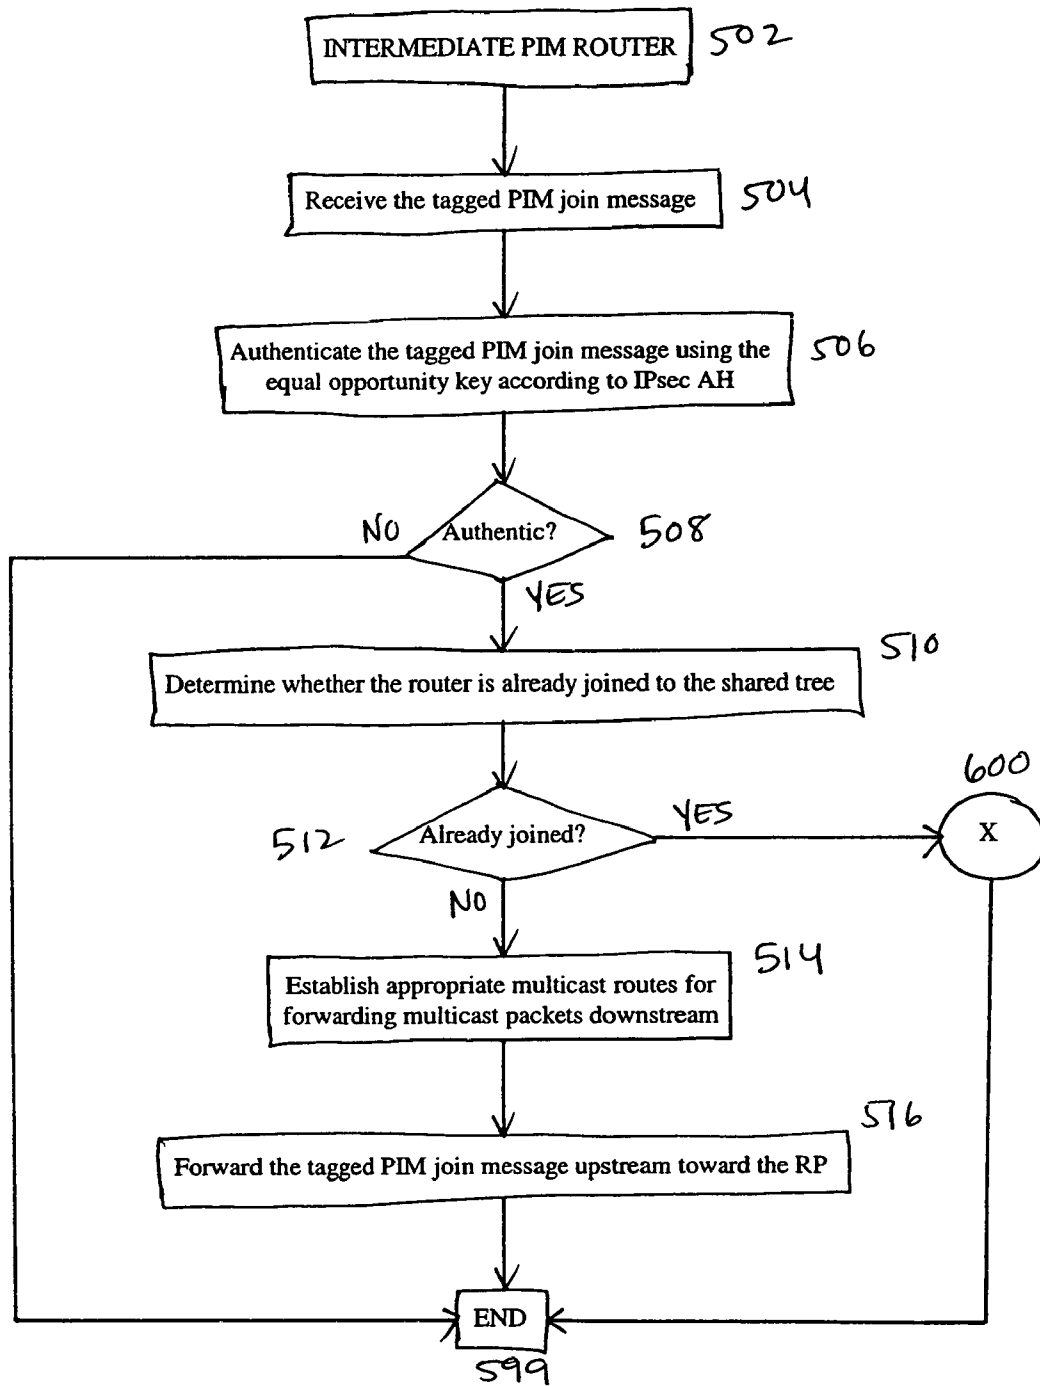 INTERMEDIATE PIM ROUTER 502
Receive the tagged PIM join message 504
Authenticate the tagged PIM join message using the 506
equal opportunity key according to IPsec AH
NO Authentic? 508
YES
510
Determine whether the router is already joined to the shared tree
600
512 Already joined? YES X
NO
514
Establish appropriate multicast routes for
forwarding multicast packets downstream
516
Forward the tagged PIM join message upstream toward the RP
END
599